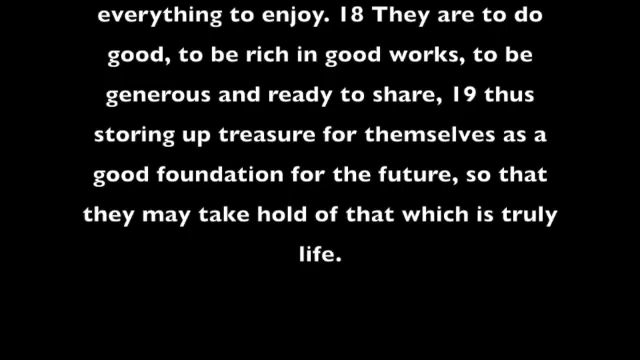 everything to enjoy. 18 They are to do
good, to be rich in good works, to be
generous and ready to share, 19 thus
storing up treasure for themselves as a
good foundation for the future, so that
they may take hold of that which is truly
life.